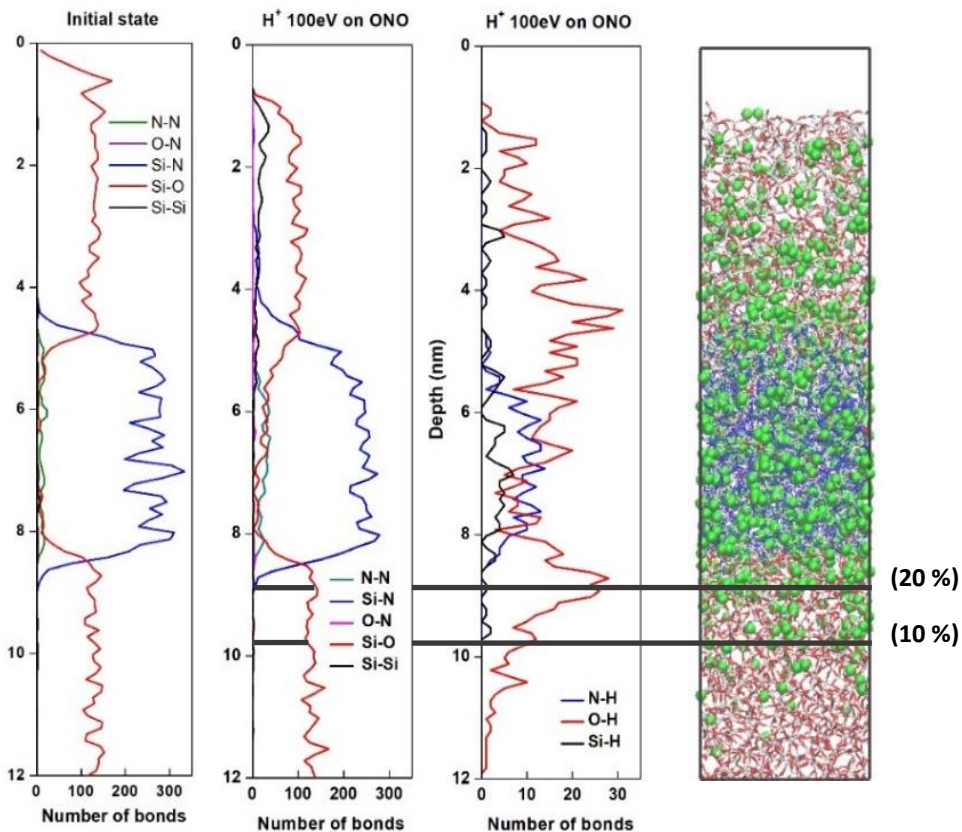 Initial state
H⁺ 100eV on ONO
H⁺ 100eV on ONO
0
2
4
6
8
10
12
N-N
O-N
Si-N
Si-O
Si-Si
0 100 200 300
Number of bonds
0
2
4
6
8
10
12
N-N
Si-N
O-N
Si-O
Si-Si
0 100 200 300
Number of bonds
Depth (nm)
0
2
4
6
8
10
12
N-H
O-H
Si-H
0 10 20 30
Number of bonds
(20 %)
(10 %)